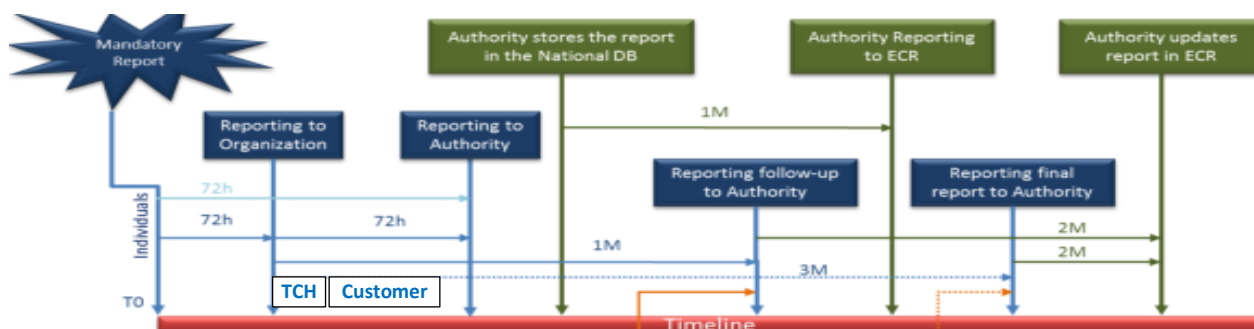 Mandatory
Report
Authority stores the report
in the National DB
Authority Reporting
to ECR
Authority updates
report in ECR
1M
Reporting to
Organization
Reporting to
Authority
Reporting follow-up
to Authority
Reporting final
report to Authority
72h
Individuals
72h
72h
2M
1M
2M
3M
TCH
Customer
TO
Timeline